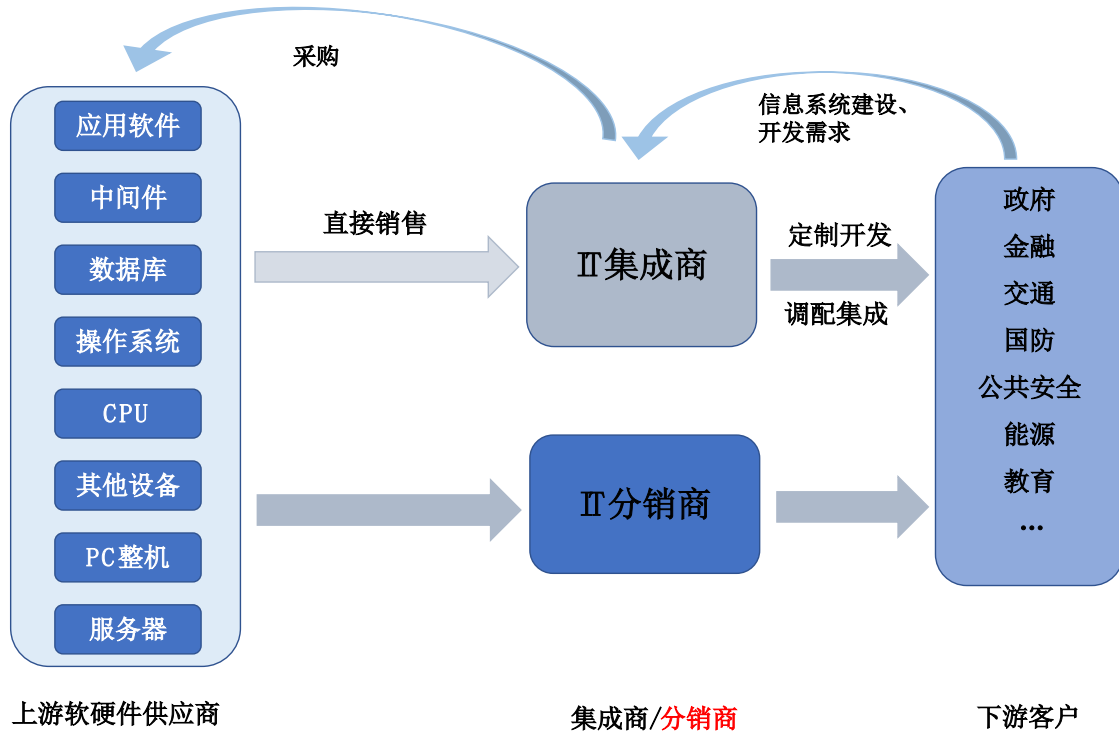 采购
信息系统建设、
开发需求
应用软件
中间件
数据库
操作系统
CPU
其他设备
PC整机
服务器
直接销售
IT集成商
定制开发
调配集成
IT分销商
政府
金融
交通
国防
公共安全
能源
教育
...
上游软硬件供应商
集成商/分销商
下游客户